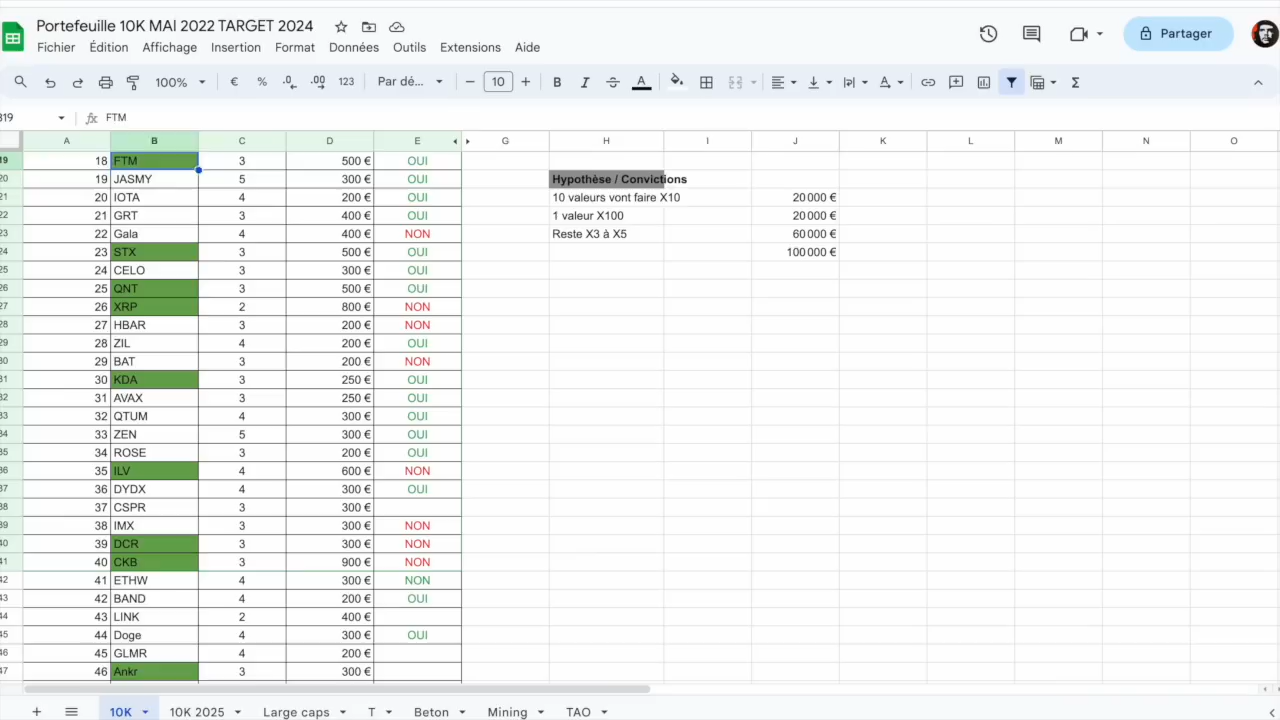 Portefeuille 10K MAI 2022 TARGET 2024
Fichier Édition Affichage Insertion Format Données Outils Extensions Aide
Partager
100% € % .0 .00 123 Par dé... 10 B I A A Σ
B19 fx FTM
A B C D E G H I J K L M N O
19 18 FTM 3 500 € OUI
20 19 JASMY 5 300 € OUI Hypothèse / Convictions
21 20 IOTA 4 200 € OUI 10 valeurs vont faire X10 20 000 €
22 21 GRT 3 400 € OUI 1 valeur X100 20 000 €
23 22 Gala 4 400 € NON Reste X3 à X5 60 000 €
24 23 STX 3 500 € OUI 100 000 €
25 24 CELO 3 300 € OUI
26 25 QNT 3 500 € OUI
27 26 XRP 2 800 € NON
28 27 HBAR 3 200 € NON
29 28 ZIL 4 200 € OUI
30 29 BAT 3 200 € NON
31 30 KDA 3 250 € OUI
32 31 AVAX 3 250 € OUI
33 32 QTUM 4 300 € OUI
34 33 ZEN 5 300 € OUI
35 34 ROSE 3 200 € OUI
36 35 ILV 4 600 € NON
37 36 DYDX 4 300 € OUI
38 37 CSPR 3 300 €
39 38 IMX 3 300 € NON
40 39 DCR 3 300 € NON
41 40 CKB 3 900 € NON
42 41 ETHW 4 300 € NON
43 42 BAND 4 200 € OUI
44 43 LINK 2 400 €
45 44 Doge 4 300 € OUI
46 45 GLMR 4 200 €
47 46 Ankr 3 300 €
10K 10K 2025 Large caps T Beton Mining TAO